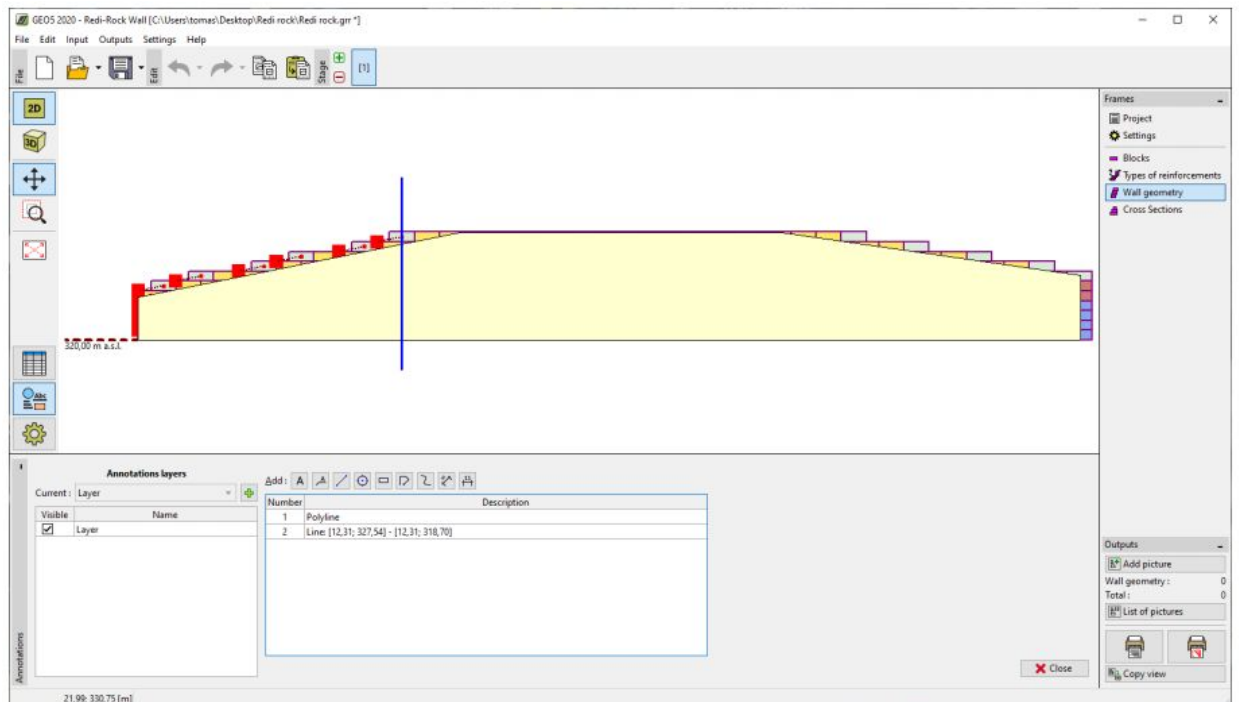 GEO5 2020 - Redi-Rock Wall [C:\Users\tomas\Desktop\Redi rock\Redi rock.grr *]
File Edit Input Outputs Settings Help
File
Edit
Stage
[1]
2D
3D
320,00 m a.s.l.
Abc
Frames
Project
Settings
Blocks
Types of reinforcements
Wall geometry
Cross Sections
Annotations
Annotations layers
Current : Layer
Visible Name
Layer
Add :
Number Description
1 Polyline
2 Line: [12,31; 327,54] - [12,31; 318,70]
Close
Outputs
Add picture
Wall geometry : 0
Total : 0
List of pictures
Copy view
21,99; 330,75 [m]